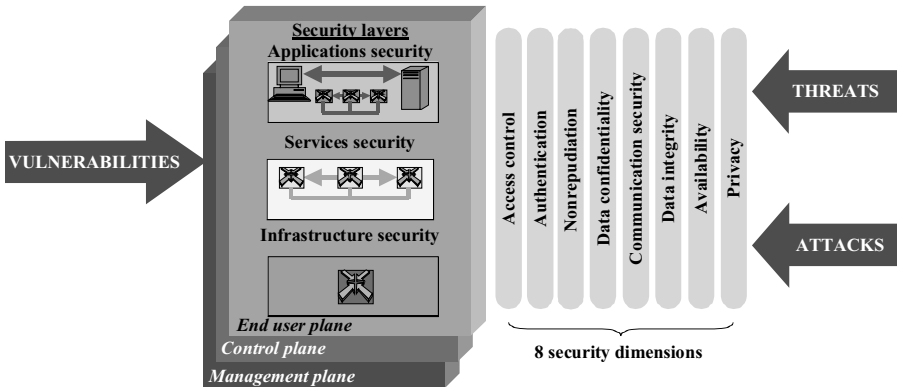 Security layers
Applications security
Services security
Infrastructure security
End user plane
Control plane
Management plane
VULNERABILITIES
Access control
Authentication
Nonrepudiation
Data confidentiality
Communication security
Data integrity
Availability
Privacy
8 security dimensions
THREATS
ATTACKS